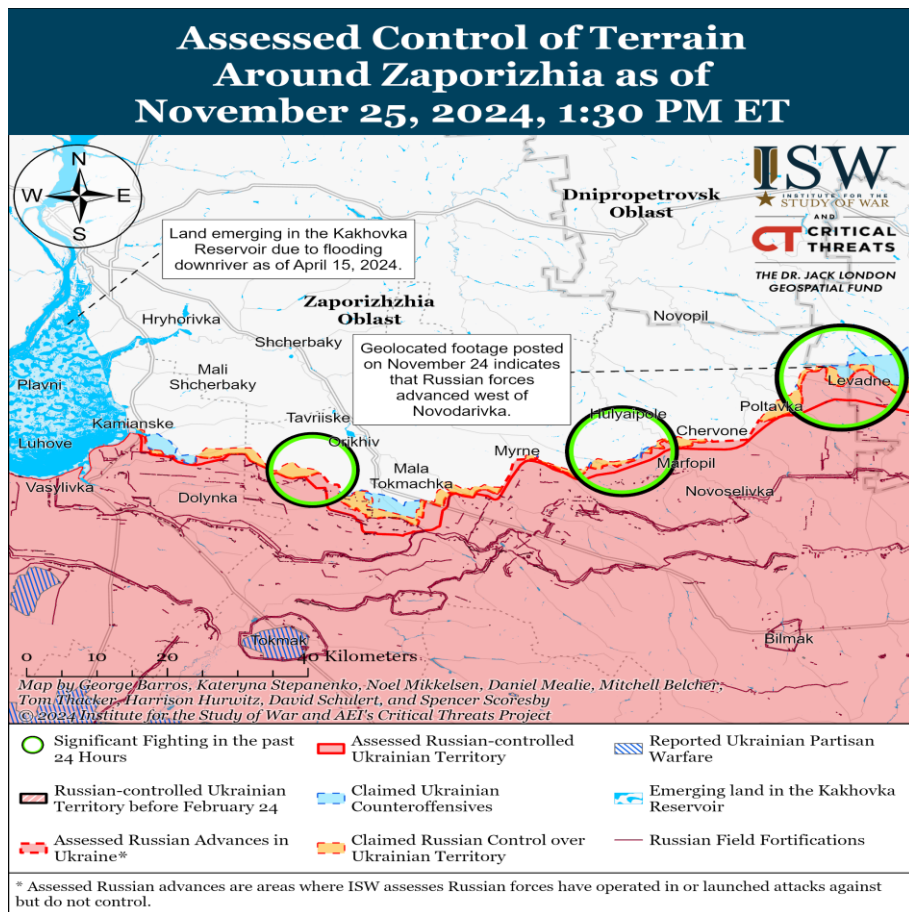 Assessed Control of Terrain
Around Zaporizhia as of
November 25, 2024, 1:30 PM ET
N
W
E
S
ISW
INSTITUTE FOR THE
STUDY OF WAR
AND
CT CRITICAL
THREATS
THE DR. JACK LONDON
GEOSPATIAL FUND
Dnipropetrovsk
Oblast
Land emerging in the Kakhovka
Reservoir due to flooding
downriver as of April 15, 2024.
Zaporizhzhia
Oblast
Hryhorivka
Novopil
Shcherbaky
Geolocated footage posted
on November 24 indicates
that Russian forces
advanced west of
Novodarivka.
Mali
Shcherbaky
Plavni
Levadne
Poltavka
Hulyaipole
Tavriiske
Kamianske
Chervone
Luhove
Orikhiv
Myrne
Marfopil
Mala
Tokmachka
Vasylivka
Dolynka
Novoselivka
Tokmak
Bilmak
0 10 20 40 Kilometers
Map by George Barros, Kateryna Stepanenko, Noel Mikkelsen, Daniel Mealie, Mitchell Belcher,
Tom Thacker, Harrison Hurwitz, David Schulert, and Spencer Scoresby
© 2024 Institute for the Study of War and AEI's Critical Threats Project
Significant Fighting in the past
24 Hours
Assessed Russian-controlled
Ukrainian Territory
Reported Ukrainian Partisan
Warfare
Russian-controlled Ukrainian
Territory before February 24
Claimed Ukrainian
Counteroffensives
Emerging land in the Kakhovka
Reservoir
Assessed Russian Advances in
Ukraine*
Claimed Russian Control over
Ukrainian Territory
Russian Field Fortifications
* Assessed Russian advances are areas where ISW assesses Russian forces have operated in or launched attacks against
but do not control.